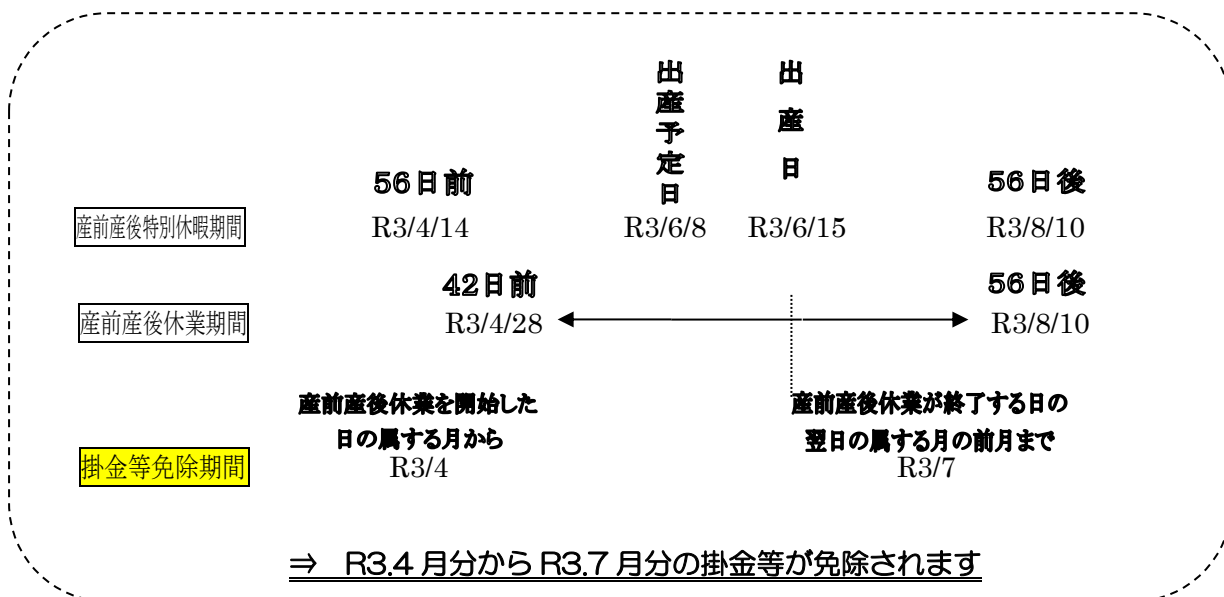 出産予定日
出産日
56日前
56日後
産前産後特別休暇期間
R3/4/14
R3/6/8
R3/6/15
R3/8/10
42日前
56日後
産前産後休業期間
R3/4/28
R3/8/10
産前産後休業を開始した
日の属する月から
産前産後休業が終了する日の
翌日の属する月の前月まで
掛金等免除期間
R3/4
R3/7
⇒ R3.4月分からR3.7月分の掛金等が免除されます